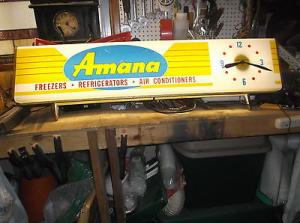 Amana
FREEZERS • REFRIGERATORS • AIR CONDITIONERS
12
3
6
9